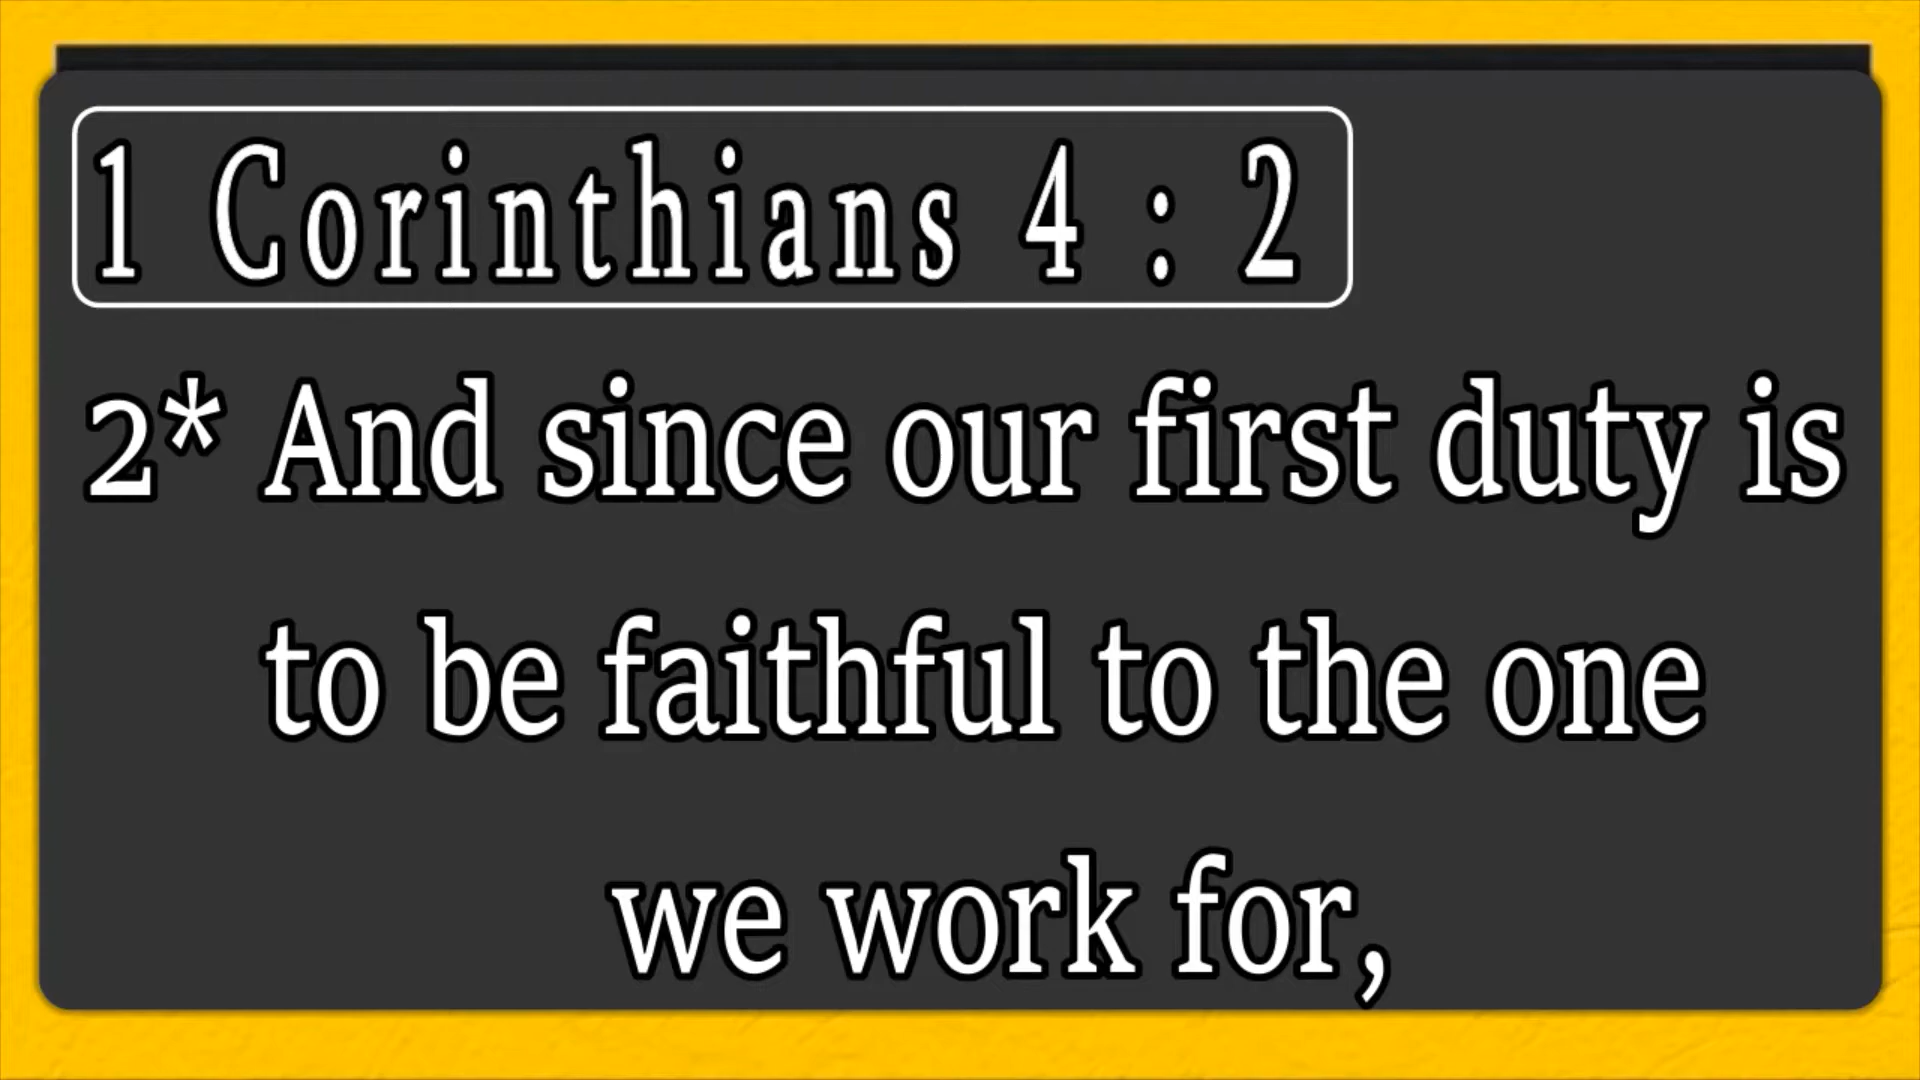 1 Corinthians 4 : 2
2* And since our first duty is
to be faithful to the one
we work for,